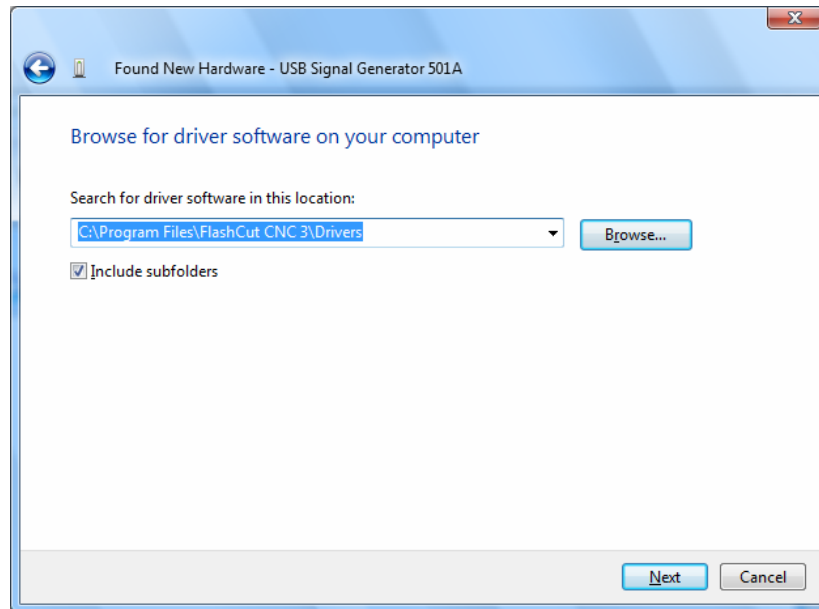 Found New Hardware - USB Signal Generator 501A
Browse for driver software on your computer
Search for driver software in this location:
C:\Program Files\FlashCut CNC 3\Drivers
Browse...
Include subfolders
Next
Cancel